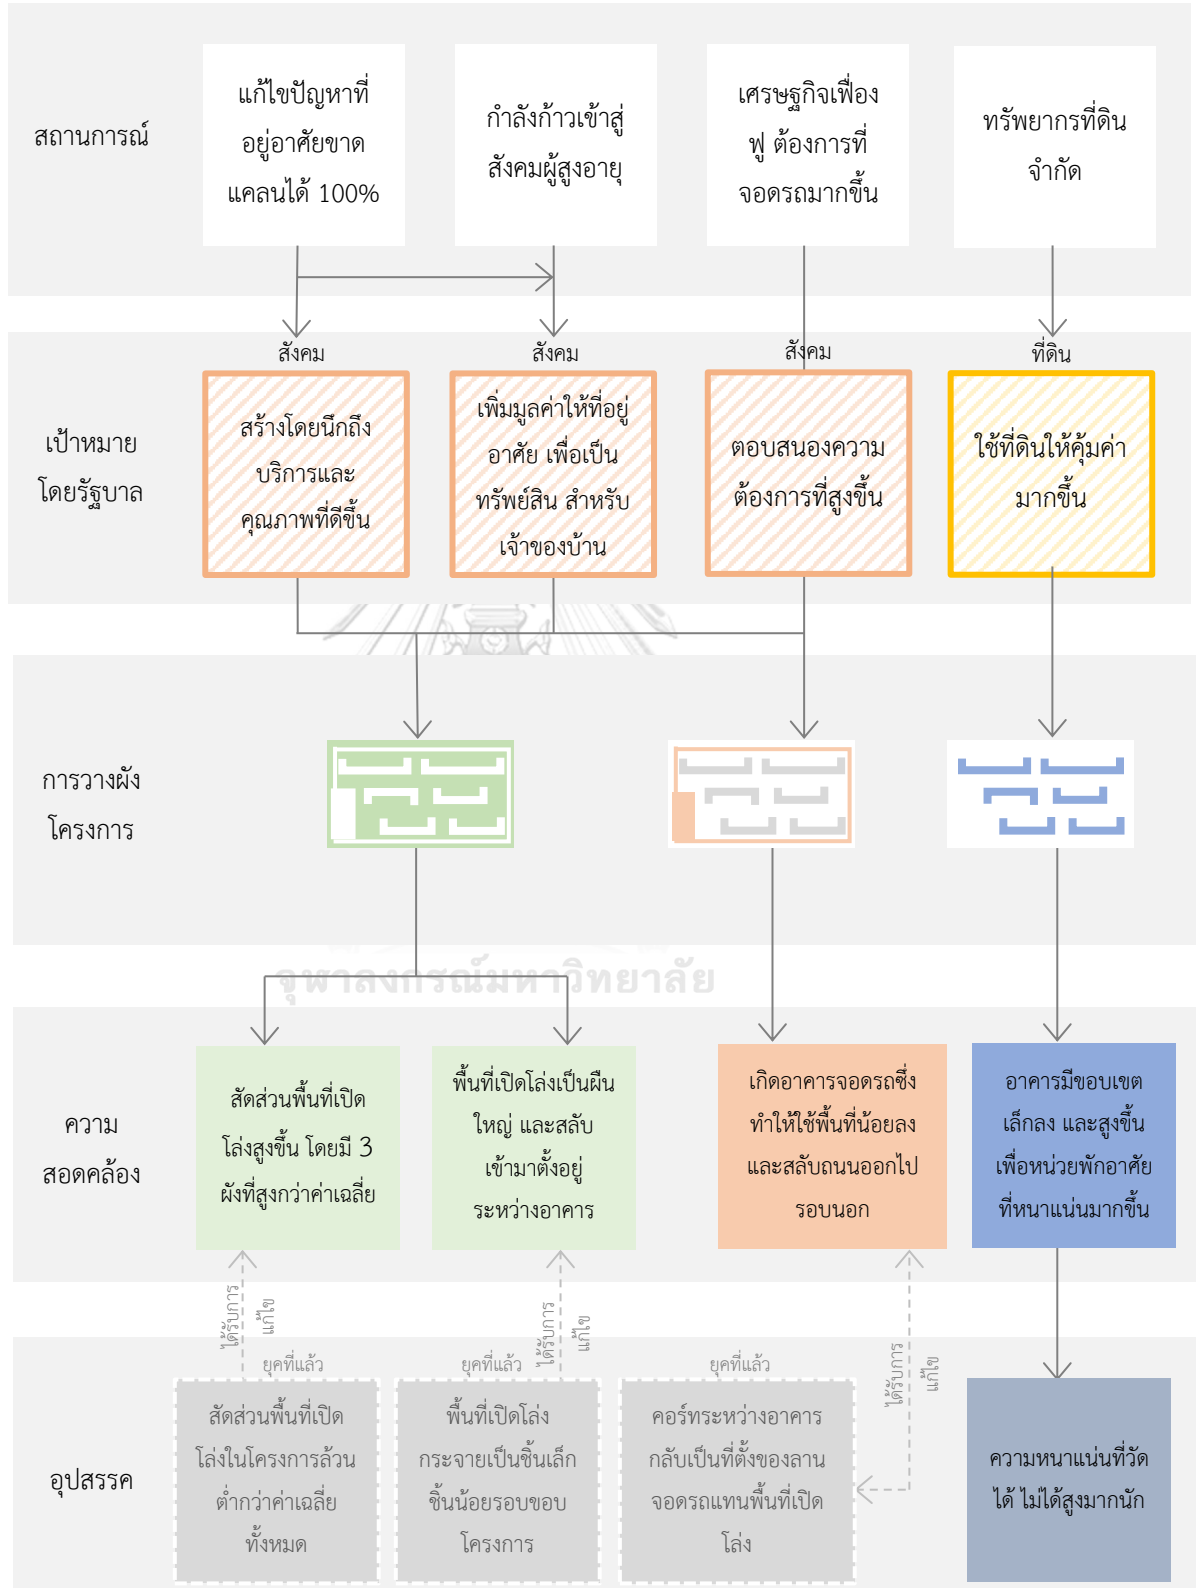 สถานการณ์
แก้ไขปัญหาที่
อยู่อาศัยขาด
แคลนได้ 100%
กำลังก้าวเข้าสู่
สังคมผู้สูงอายุ
เศรษฐกิจเฟื่อง
ฟู ต้องการที่
จอดรถมากขึ้น
ทรัพยากรที่ดิน
จำกัด
เป้าหมาย
โดยรัฐบาล
สังคม
สร้างโดยนึกถึง
บริการและ
คุณภาพที่ดีขึ้น
สังคม
เพิ่มมูลค่าให้ที่อยู่
อาศัย เพื่อเป็น
ทรัพย์สิน สำหรับ
เจ้าของบ้าน
สังคม
ตอบสนองความ
ต้องการที่สูงขึ้น
ที่ดิน
ใช้ที่ดินให้คุ้มค่า
มากขึ้น
การวางผัง
โครงการ
จุฬาลงกรณ์มหาวิทยาลัย
ความ
สอดคล้อง
สัดส่วนพื้นที่เปิด
โล่งสูงขึ้น โดยมี 3
ผังที่สูงกว่าค่าเฉลี่ย
พื้นที่เปิดโล่งเป็นผืน
ใหญ่ และสลับ
เข้ามาตั้งอยู่
ระหว่างอาคาร
เกิดอาคารจอดรถซึ่ง
ทำให้ใช้พื้นที่น้อยลง
และสลับถนนออกไป
รอบนอก
อาคารมีขอบเขต
เล็กลง และสูงขึ้น
เพื่อหน่วยพักอาศัย
ที่หนาแน่นมากขึ้น
ได้รับการ
แก้ไข
ได้รับการ
แก้ไข
ได้รับการ
แก้ไข
อุปสรรค
ยุคที่แล้ว
สัดส่วนพื้นที่เปิด
โล่งในโครงการล้วน
ต่ำกว่าค่าเฉลี่ย
ทั้งหมด
ยุคที่แล้ว
พื้นที่เปิดโล่ง
กระจายเป็นชิ้นเล็ก
ชิ้นน้อยรอบขอบ
โครงการ
ยุคที่แล้ว
คอร์ทระหว่างอาคาร
กลับเป็นที่ตั้งของลาน
จอดรถแทนพื้นที่เปิด
โล่ง
ความหนาแน่นที่วัด
ได้ ไม่ได้สูงมากนัก